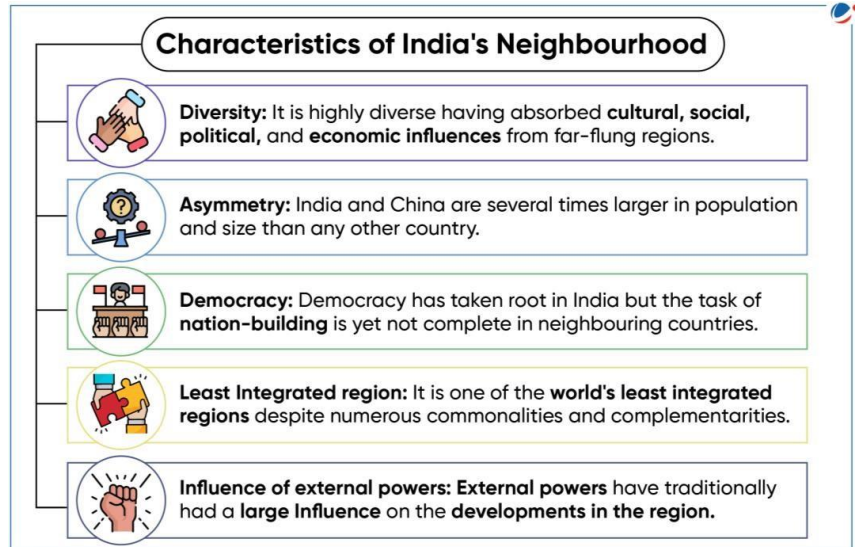 Characteristics of India's Neighbourhood
Diversity: It is highly diverse having absorbed cultural, social,
political, and economic influences from far-flung regions.
Asymmetry: India and China are several times larger in population
and size than any other country.
Democracy: Democracy has taken root in India but the task of
nation-building is yet not complete in neighbouring countries.
Least Integrated region: It is one of the world's least integrated
regions despite numerous commonalities and complementarities.
Influence of external powers: External powers have traditionally
had a large Influence on the developments in the region.